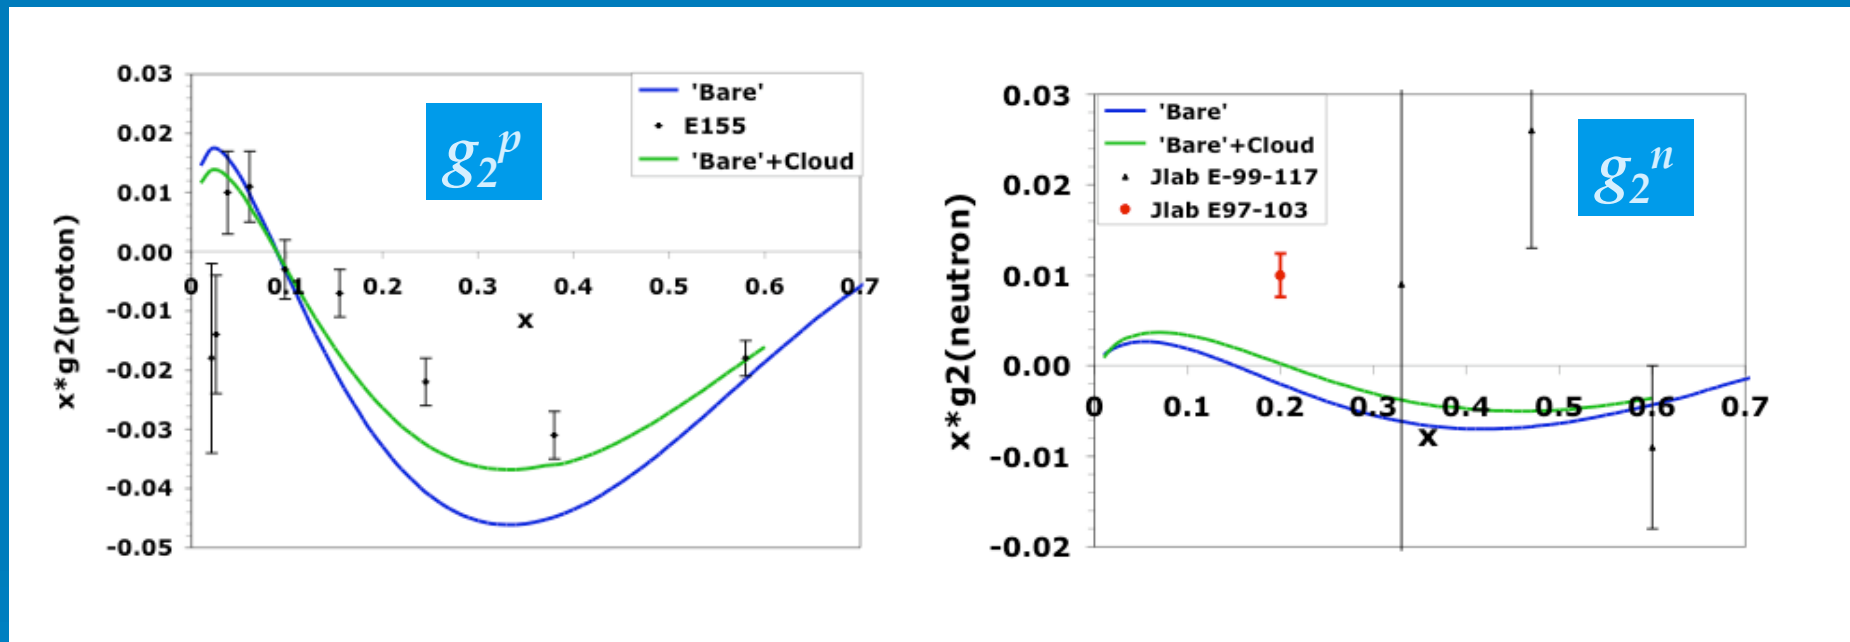 0.03
0.02
0.01
0.00
-0.01
-0.02
-0.03
-0.04
-0.05
x*g2(proton)
0
0.1
0.2
0.3
0.4
0.5
0.6
0.7
x
g₂ᵖ
'Bare'
E155
'Bare'+Cloud
0.03
0.02
0.01
0.00
-0.01
-0.02
x*g2(neutron)
0
0.1
0.2
0.3
0.4
0.5
0.6
0.7
x
'Bare'
'Bare'+Cloud
Jlab E-99-117
Jlab E97-103
g₂ⁿ